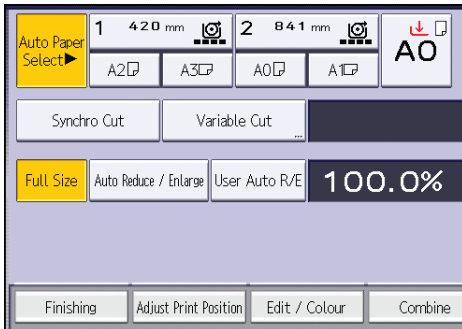 Auto Paper
Select▶
1 420 mm
2 841 mm
A0
A2
A3
A0
A1
Synchro Cut
Variable Cut
...
Full Size
Auto Reduce / Enlarge
User Auto R/E
100.0%
Finishing
Adjust Print Position
Edit / Colour
Combine